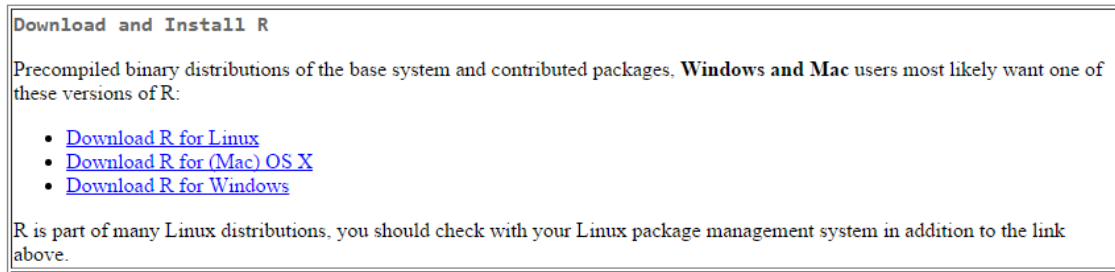 Download and Install R
Precompiled binary distributions of the base system and contributed packages, Windows and Mac users most likely want one of
these versions of R:
Download R for Linux
Download R for (Mac) OS X
Download R for Windows
R is part of many Linux distributions, you should check with your Linux package management system in addition to the link
above.